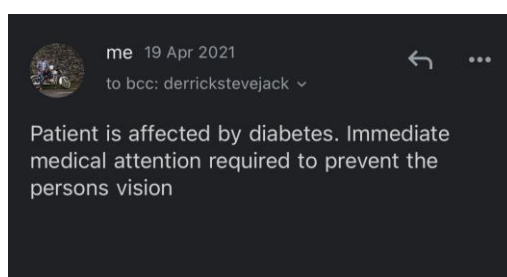 me 19 Apr 2021
to bcc: derrickstevejack
Patient is affected by diabetes. Immediate
medical attention required to prevent the
persons vision